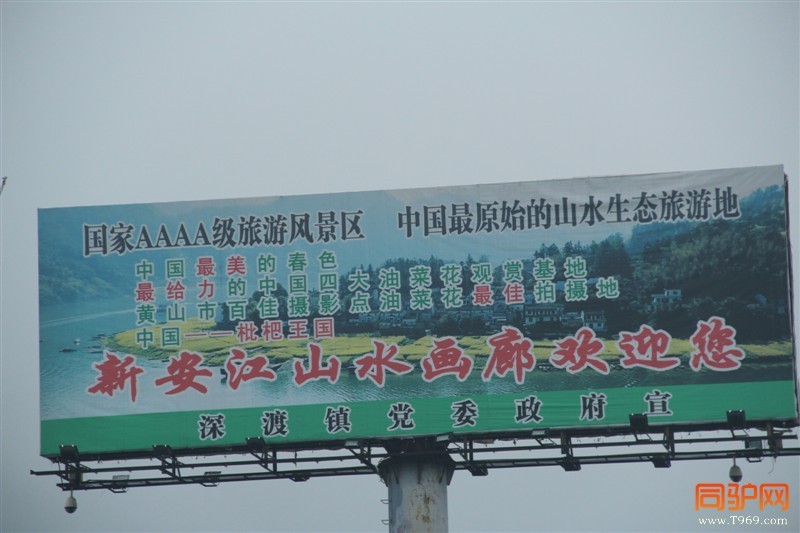 国家AAAA级旅游风景区 中国最原始的山水生态旅游地
中国最美的春色 油菜花观赏基地
最给力的中国四大油菜花最佳拍摄地
黄山市百佳摄影点
中国——枇杷王国
新安江山水画廊欢迎您
深渡镇党委政府宣
同驴网
www.T969.com